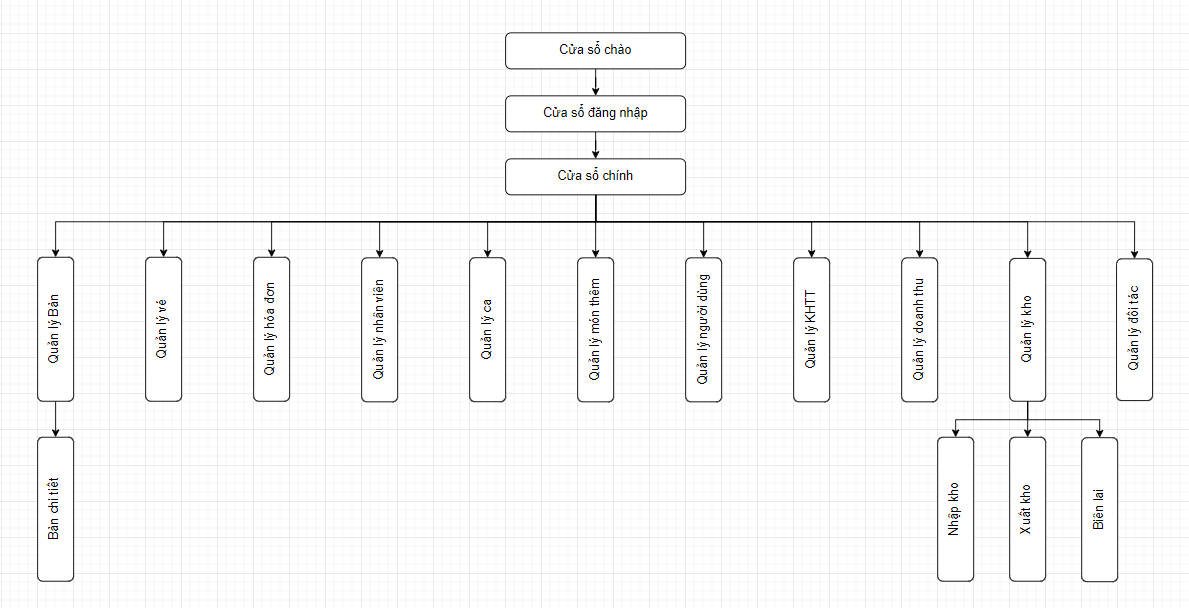 Cửa sổ chào
Cửa sổ đăng nhập
Cửa sổ chính
Quản lý Bàn
Quản lý vé
Quản lý hóa đơn
Quản lý nhân viên
Quản lý ca
Quản lý món thêm
Quản lý người dùng
Quản lý KHTT
Quản lý doanh thu
Quản lý kho
Quản lý đối tác
Bàn chi tiết
Nhập kho
Xuất kho
Biên lai